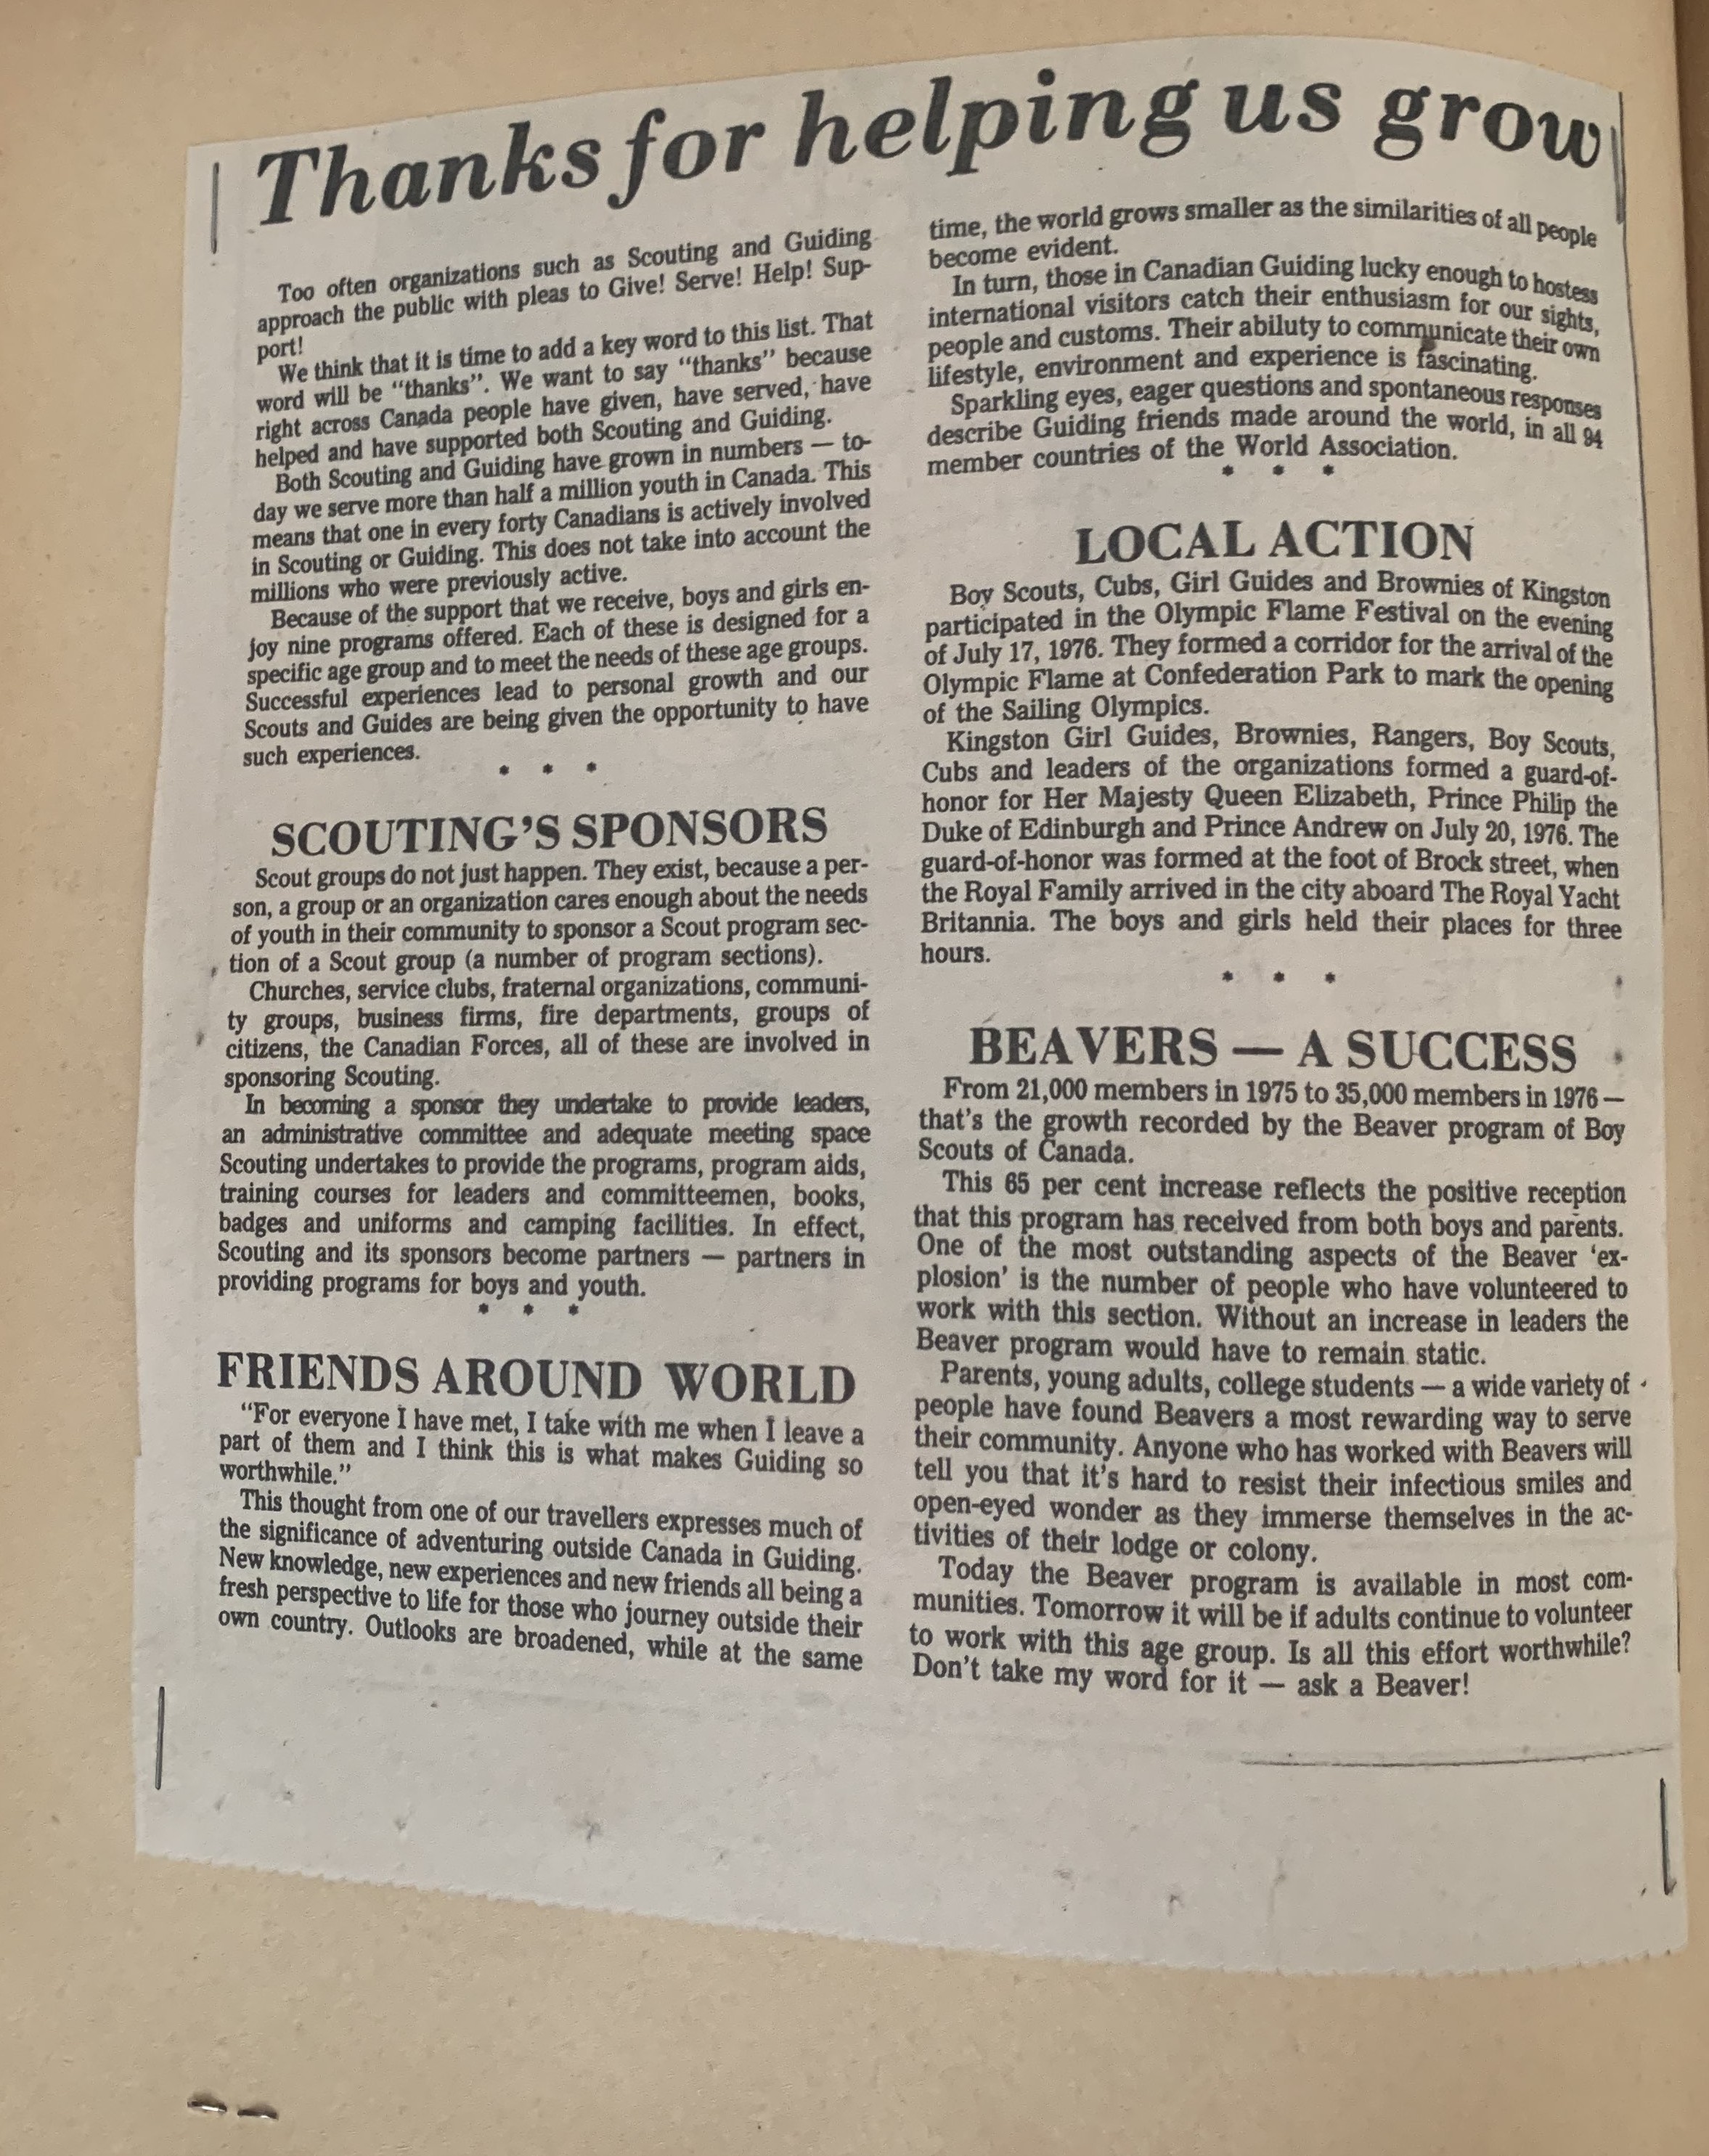 Thanks for helping us grow
Too often organizations such as Scouting and Guiding
approach the public with pleas to Give! Serve! Help! Sup-
port!
We think that it is time to add a key word to this list. That
word will be "thanks". We want to say "thanks" because
right across Canada people have given, have served, have
helped and have supported both Scouting and Guiding.
Both Scouting and Guiding have grown in numbers — to-
day we serve more than half a million youth in Canada. This
means that one in every forty Canadians is actively involved
in Scouting or Guiding. This does not take into account the
millions who were previously active.
Because of the support that we receive, boys and girls en-
joy nine programs offered. Each of these is designed for a
specific age group and to meet the needs of these age groups.
Successful experiences lead to personal growth and our
Scouts and Guides are being given the opportunity to have
such experiences.
* * *
SCOUTING'S SPONSORS
Scout groups do not just happen. They exist, because a per-
son, a group or an organization cares enough about the needs
of youth in their community to sponsor a Scout program sec-
tion of a Scout group (a number of program sections).
Churches, service clubs, fraternal organizations, communi-
ty groups, business firms, fire departments, groups of
citizens, the Canadian Forces, all of these are involved in
sponsoring Scouting.
In becoming a sponsor they undertake to provide leaders,
an administrative committee and adequate meeting space
Scouting undertakes to provide the programs, program aids,
training courses for leaders and committeemen, books,
badges and uniforms and camping facilities. In effect,
Scouting and its sponsors become partners — partners in
providing programs for boys and youth.
* * *
FRIENDS AROUND WORLD
"For everyone I have met, I take with me when I leave a
part of them and I think this is what makes Guiding so
worthwhile."
This thought from one of our travellers expresses much of
the significance of adventuring outside Canada in Guiding.
New knowledge, new experiences and new friends all being a
fresh perspective to life for those who journey outside their
own country. Outlooks are broadened, while at the same
time, the world grows smaller as the similarities of all people
become evident.
In turn, those in Canadian Guiding lucky enough to hostess
international visitors catch their enthusiasm for our sights,
people and customs. Their abiluty to communicate their own
lifestyle, environment and experience is fascinating.
Sparkling eyes, eager questions and spontaneous responses
describe Guiding friends made around the world, in all 94
member countries of the World Association.
* * *
LOCAL ACTION
Boy Scouts, Cubs, Girl Guides and Brownies of Kingston
participated in the Olympic Flame Festival on the evening
of July 17, 1976. They formed a corridor for the arrival of the
Olympic Flame at Confederation Park to mark the opening
of the Sailing Olympics.
Kingston Girl Guides, Brownies, Rangers, Boy Scouts,
Cubs and leaders of the organizations formed a guard-of-
honor for Her Majesty Queen Elizabeth, Prince Philip the
Duke of Edinburgh and Prince Andrew on July 20, 1976. The
guard-of-honor was formed at the foot of Brock street, when
the Royal Family arrived in the city aboard The Royal Yacht
Britannia. The boys and girls held their places for three
hours.
* * *
BEAVERS — A SUCCESS
From 21,000 members in 1975 to 35,000 members in 1976 —
that's the growth recorded by the Beaver program of Boy
Scouts of Canada.
This 65 per cent increase reflects the positive reception
that this program has received from both boys and parents.
One of the most outstanding aspects of the Beaver 'ex-
plosion' is the number of people who have volunteered to
work with this section. Without an increase in leaders the
Beaver program would have to remain static.
Parents, young adults, college students — a wide variety of
people have found Beavers a most rewarding way to serve
their community. Anyone who has worked with Beavers will
tell you that it's hard to resist their infectious smiles and
open-eyed wonder as they immerse themselves in the ac-
tivities of their lodge or colony.
Today the Beaver program is available in most com-
munities. Tomorrow it will be if adults continue to volunteer
to work with this age group. Is all this effort worthwhile?
Don't take my word for it — ask a Beaver!